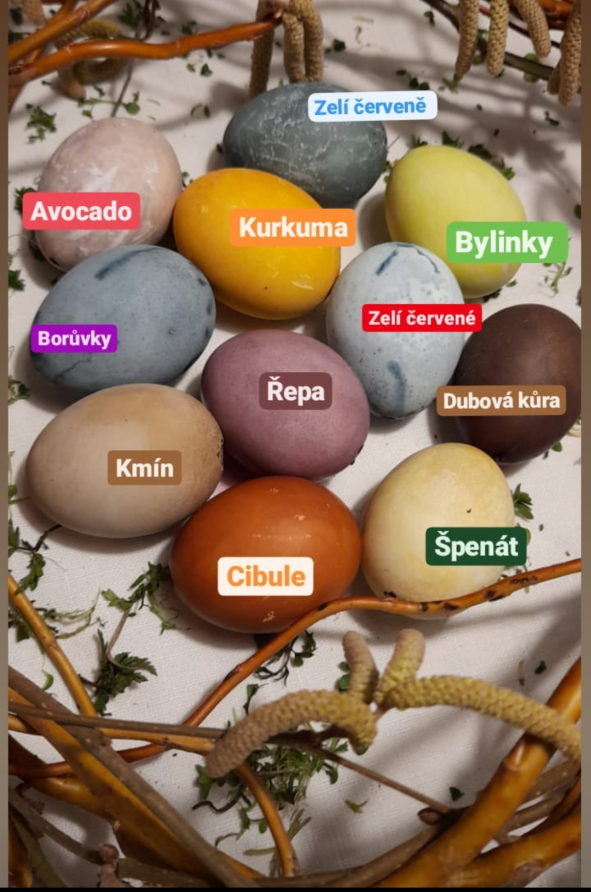 Zelí červeně
Avocado
Kurkuma
Bylinky
Borůvky
Zelí červené
Řepa
Dubová kůra
Kmín
Špenát
Cibule